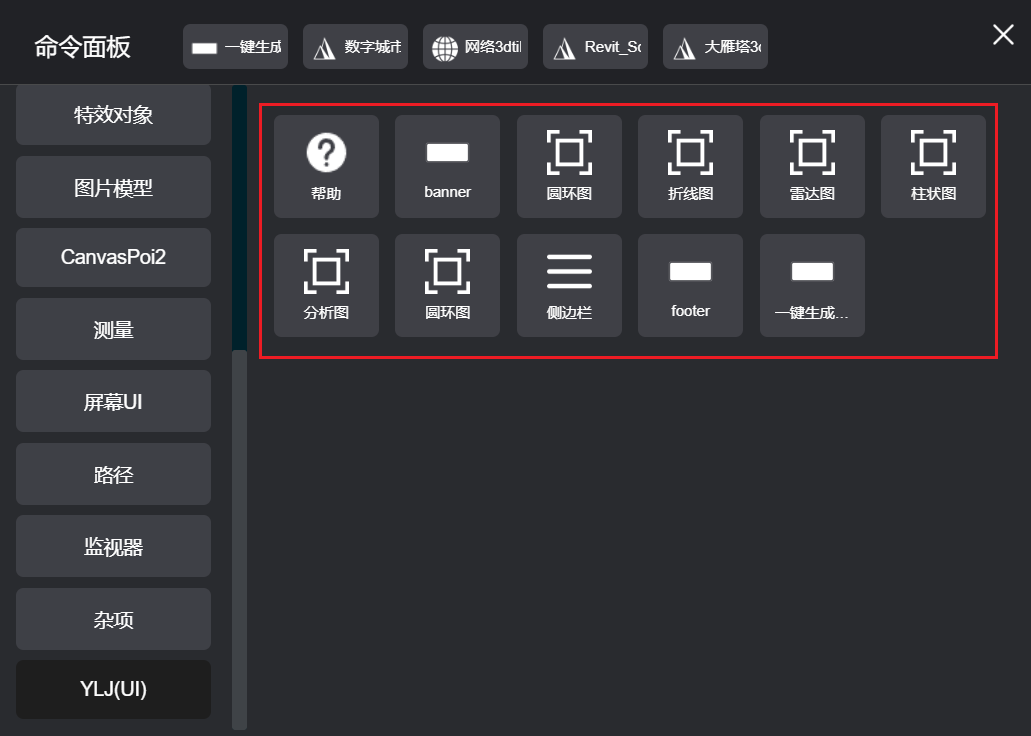 命令面板
一键生成
数字城市
网络3dtil
Revit_Sc
大雁塔3d
特效对象
图片模型
CanvasPoi2
测量
屏幕UI
路径
监视器
杂项
YLJ(UI)
帮助
banner
圆环图
折线图
雷达图
柱状图
分析图
圆环图
侧边栏
footer
一键生成...